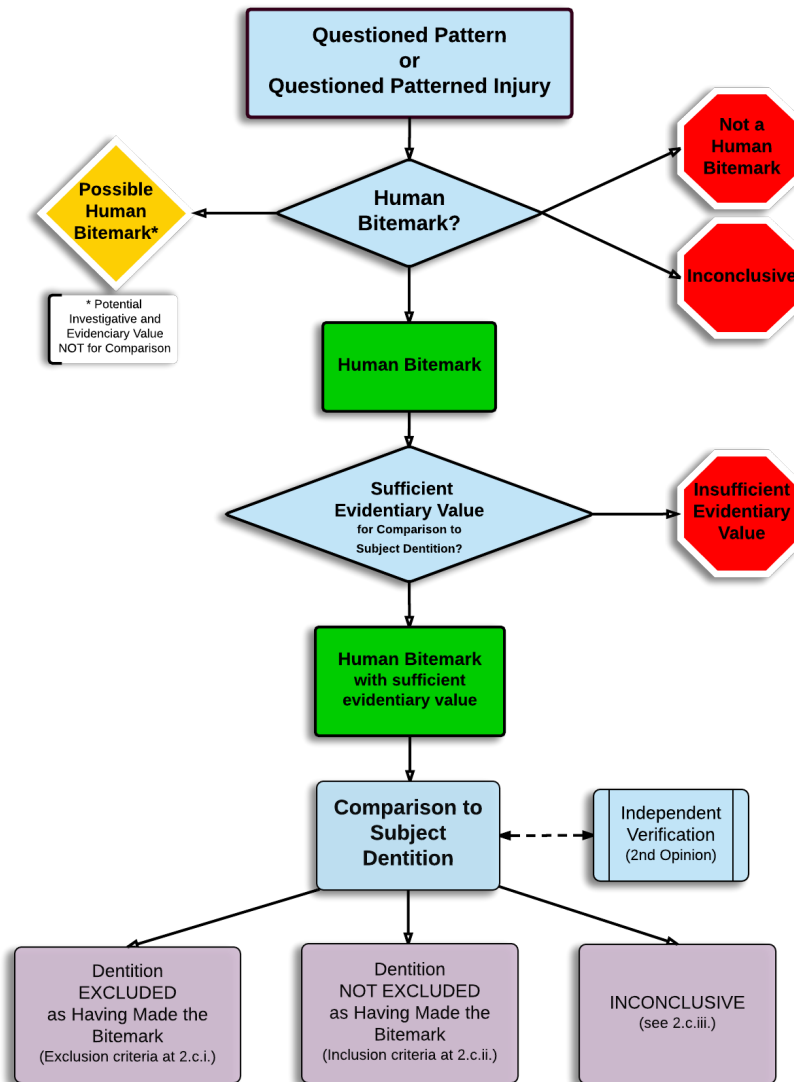 Questioned Pattern
or
Questioned Patterned Injury
Not a
Human
Bitemark
Possible
Human
Bitemark*
Human
Bitemark?
Inconclusive
* Potential
Investigative and
Evidenciary Value
NOT for Comparison
Human Bitemark
Sufficient
Evidentiary Value
for Comparison to
Subject Dentition?
Insufficient
Evidentiary
Value
Human Bitemark
with sufficient
evidentiary value
Comparison to
Subject
Dentition
Independent
Verification
(2nd Opinion)
Dentition
EXCLUDED
as Having Made the
Bitemark
(Exclusion criteria at 2.c.i.)
Dentition
NOT EXCLUDED
as Having Made the
Bitemark
(Inclusion criteria at 2.c.ii.)
INCONCLUSIVE
(see 2.c.iii.)